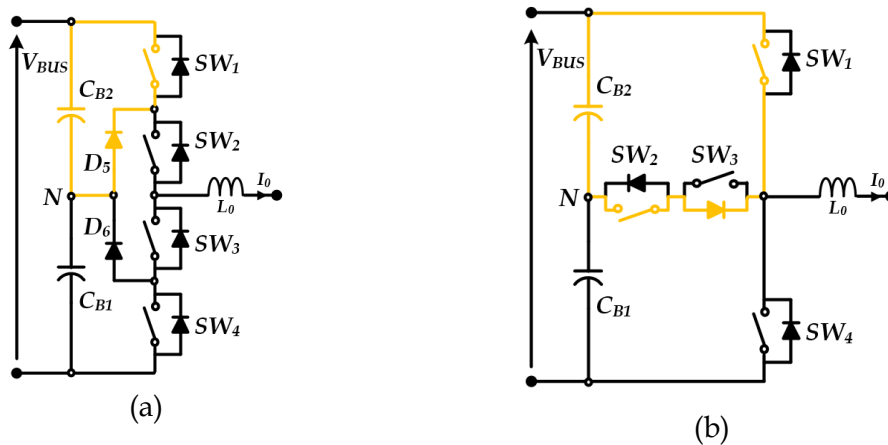 V_BUS
C_B2
SW_1
SW_2
D_5
N
I_0
L_0
D_6
SW_3
C_B1
SW_4
(a)
V_BUS
C_B2
SW_1
SW_2 SW_3
N
I_0
L_0
C_B1
SW_4
(b)